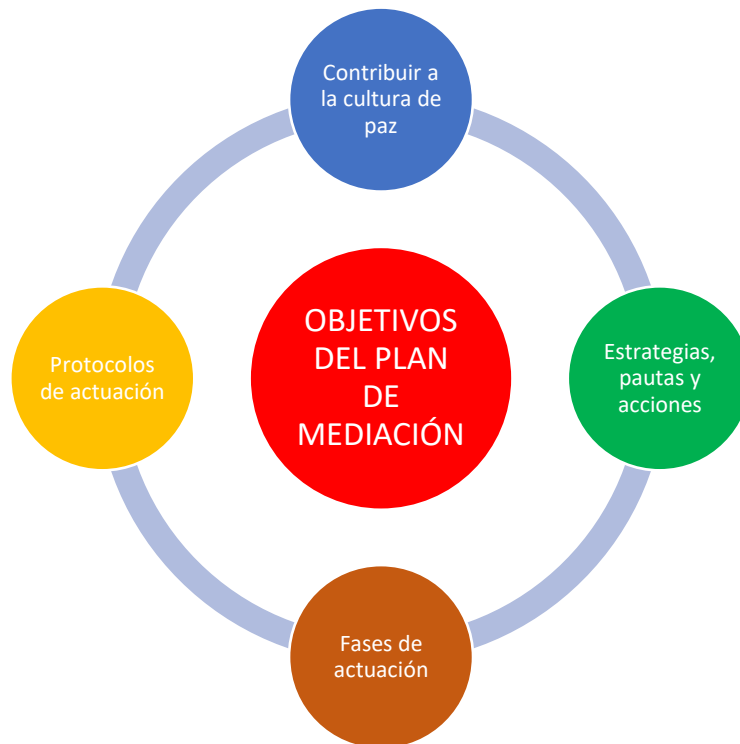 Contribuir a
la cultura de
paz
OBJETIVOS
DEL PLAN
DE
MEDIACIÓN
Estrategias,
pautas y
acciones
Protocolos
de actuación
Fases de
actuación